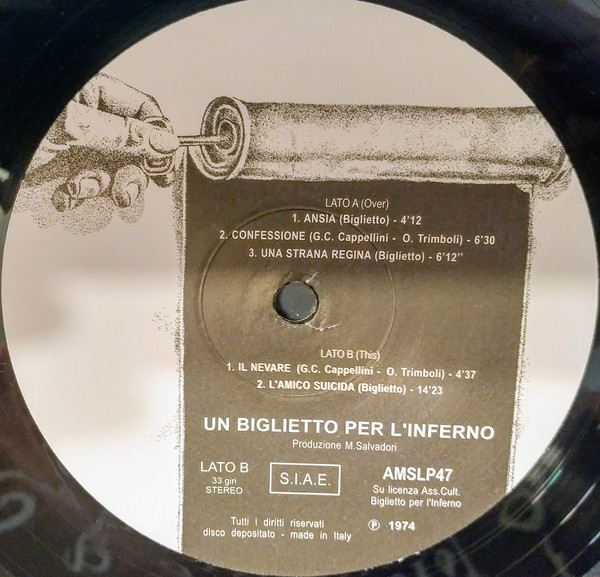 LATO A (Over)
1. ANSIA (Biglietto) - 4'12
2. CONFESSIONE (G.C. Cappellini - O. Trimboli) - 6'30
3. UNA STRANA REGINA (Biglietto) - 6'12''
LATO B (This)
1. IL NEVARE (G.C. Cappellini - O. Trimboli) - 4'37
2. L'AMICO SUICIDA (Biglietto) - 14'23
UN BIGLIETTO PER L'INFERNO
Produzione M.Salvadori
LATO B
33 giri
STEREO
S.I.A.E.
AMSLP47
Su licenza Ass.Cult.
Biglietto per l'Inferno
Tutti i diritti riservati
disco depositato - made in Italy
℗ 1974